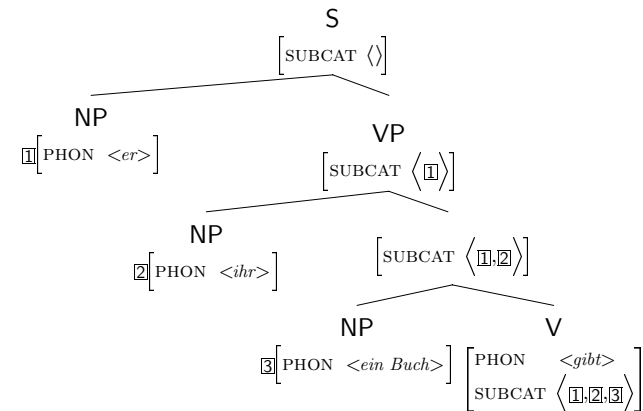 S
[SUBCAT ⟨⟩]
NP
1[PHON <er>]
VP
[SUBCAT ⟨1⟩]
NP
2[PHON <ihr>]
[SUBCAT ⟨1,2⟩]
NP V
3[PHON <ein Buch>] [PHON <gibt>
SUBCAT ⟨1,2,3⟩]